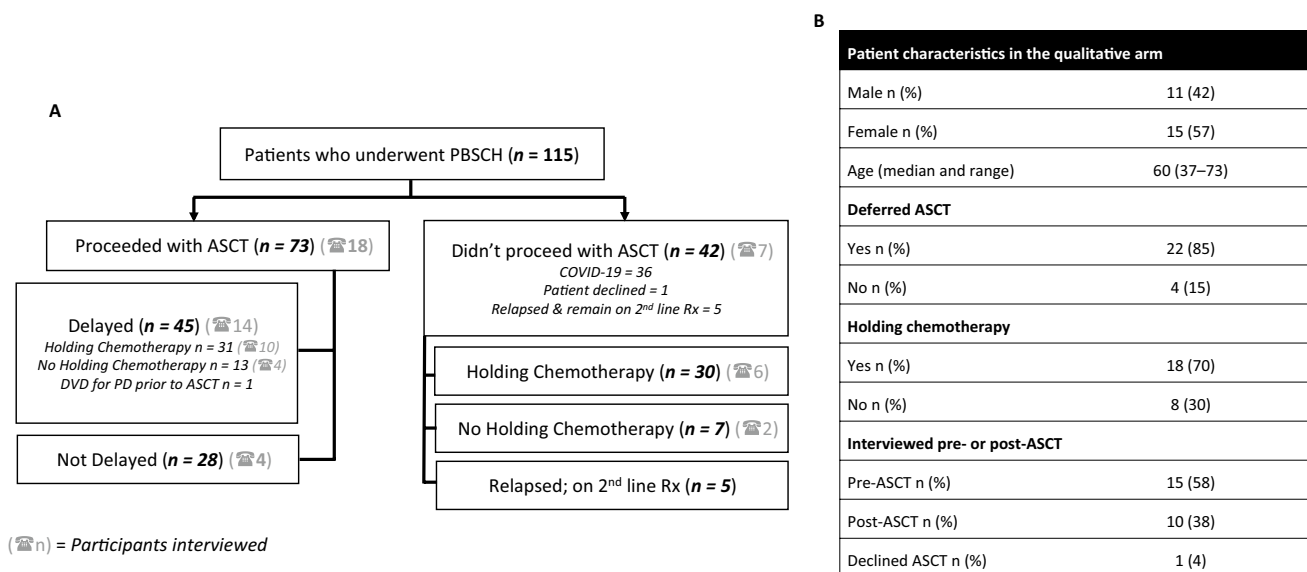 A
Patients who underwent PBSCH (n = 115)
Proceeded with ASCT (n = 73) (☎18)
Delayed (n = 45) (☎14)
Holding Chemotherapy n = 31 (☎10)
No Holding Chemotherapy n = 13 (☎4)
DVD for PD prior to ASCT n = 1
Not Delayed (n = 28) (☎4)
Didn't proceed with ASCT (n = 42) (☎7)
COVID-19 = 36
Patient declined = 1
Relapsed & remain on 2nd line Rx = 5
Holding Chemotherapy (n = 30) (☎6)
No Holding Chemotherapy (n = 7) (☎2)
Relapsed; on 2nd line Rx (n = 5)
(☎n) = Participants interviewed
B
Patient characteristics in the qualitative arm
Male n (%) 11 (42)
Female n (%) 15 (57)
Age (median and range) 60 (37–73)
Deferred ASCT
Yes n (%) 22 (85)
No n (%) 4 (15)
Holding chemotherapy
Yes n (%) 18 (70)
No n (%) 8 (30)
Interviewed pre- or post-ASCT
Pre-ASCT n (%) 15 (58)
Post-ASCT n (%) 10 (38)
Declined ASCT n (%) 1 (4)